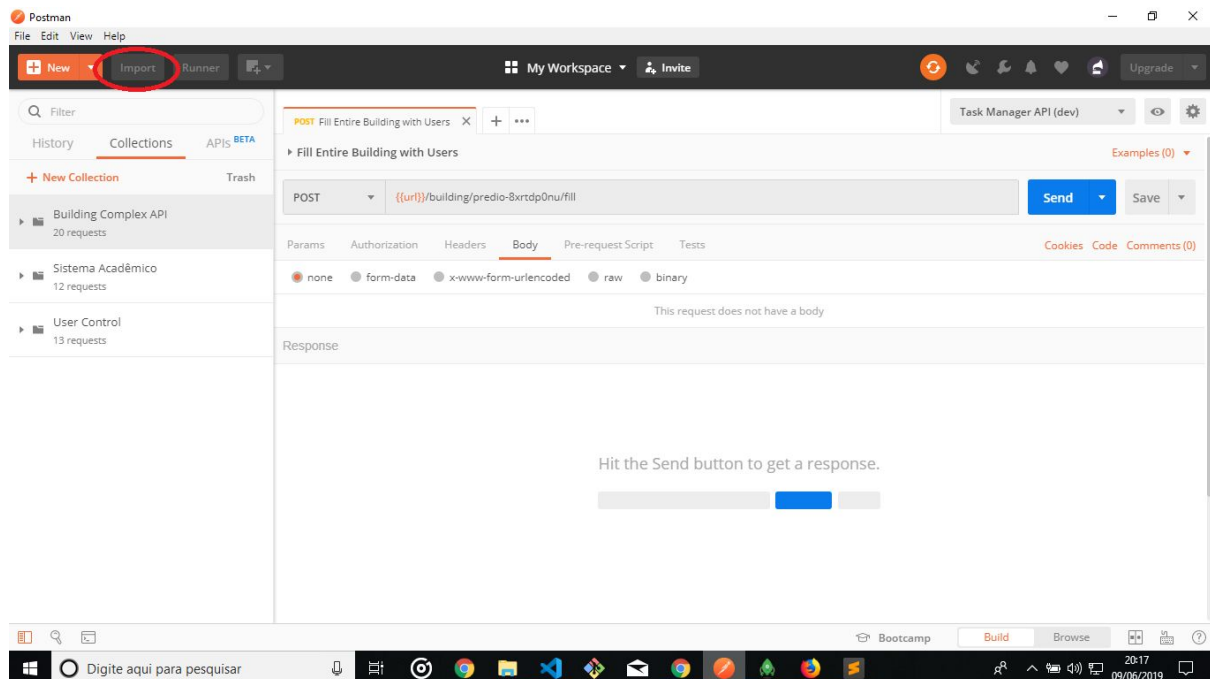 Postman
File Edit View Help
New Import Runner My Workspace Invite Upgrade
Filter
History Collections APIs BETA
+ New Collection Trash
Building Complex API
20 requests
Sistema Acadêmico
12 requests
User Control
13 requests
POST Fill Entire Building with Users X + •••
Task Manager API (dev)
Fill Entire Building with Users Examples (0)
POST {{url}}/building/predio-8xrtdp0nu/fill Send Save
Params Authorization Headers Body Pre-request Script Tests Cookies Code Comments (0)
none form-data x-www-form-urlencoded raw binary
This request does not have a body
Response
Hit the Send button to get a response.
Bootcamp Build Browse
Digite aqui para pesquisar
20:17
09/06/2019